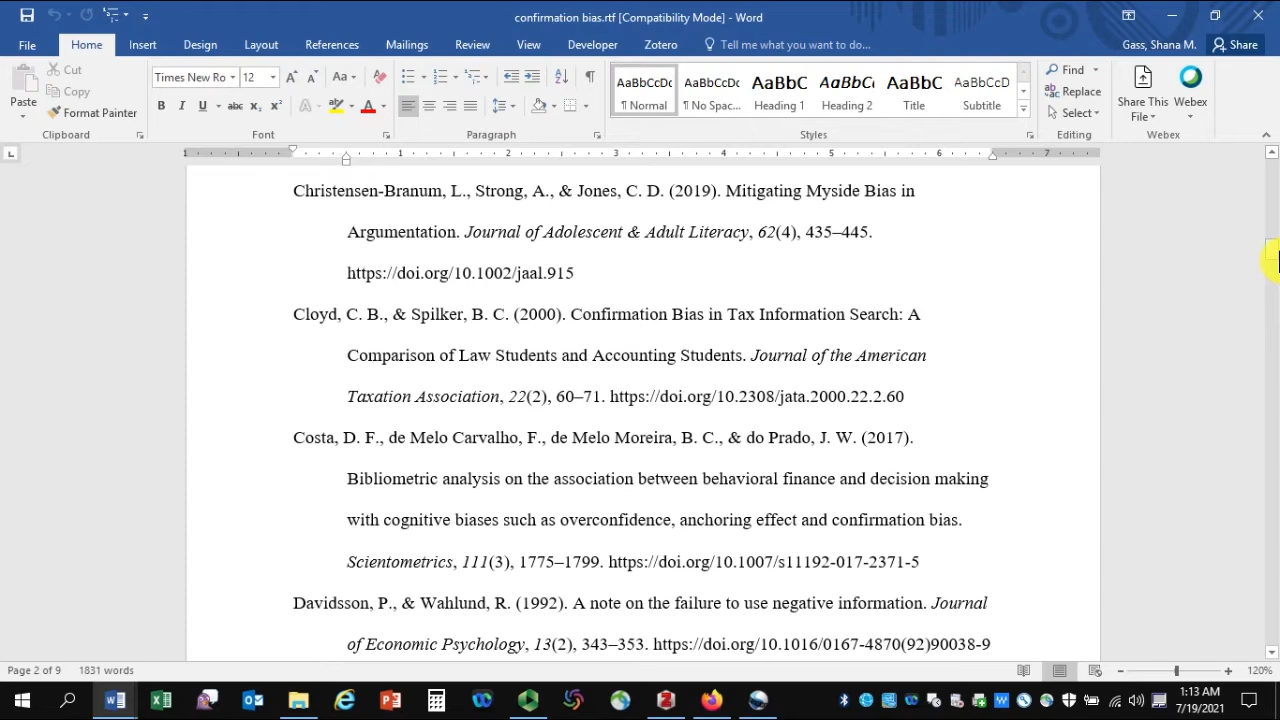 confirmation bias.rtf [Compatibility Mode] - Word
File Home Insert Design Layout References Mailings Review View Developer Zotero Tell me what you want to do... Gass, Shana M. Share
Paste
Cut
Copy
Format Painter
Clipboard
Times New Ro 12
Font
Paragraph
AaBbCcDc AaBbCcDc AaBbC AaBbCc AaBbC AaBbCcD
¶ Normal ¶ No Spac... Heading 1 Heading 2 Title Subtitle
Styles
Find
Replace
Select
Editing
Share This File
Webex
Webex
1 1 2 3 4 5 6 7
Christensen-Branum, L., Strong, A., & Jones, C. D. (2019). Mitigating Myside Bias in
Argumentation. Journal of Adolescent & Adult Literacy, 62(4), 435–445.
https://doi.org/10.1002/jaal.915
Cloyd, C. B., & Spilker, B. C. (2000). Confirmation Bias in Tax Information Search: A
Comparison of Law Students and Accounting Students. Journal of the American
Taxation Association, 22(2), 60–71. https://doi.org/10.2308/jata.2000.22.2.60
Costa, D. F., de Melo Carvalho, F., de Melo Moreira, B. C., & do Prado, J. W. (2017).
Bibliometric analysis on the association between behavioral finance and decision making
with cognitive biases such as overconfidence, anchoring effect and confirmation bias.
Scientometrics, 111(3), 1775–1799. https://doi.org/10.1007/s11192-017-2371-5
Davidsson, P., & Wahlund, R. (1992). A note on the failure to use negative information. Journal
of Economic Psychology, 13(2), 343–353. https://doi.org/10.1016/0167-4870(92)90038-9
Page 2 of 9 1831 words 120%
1:13 AM
7/19/2021